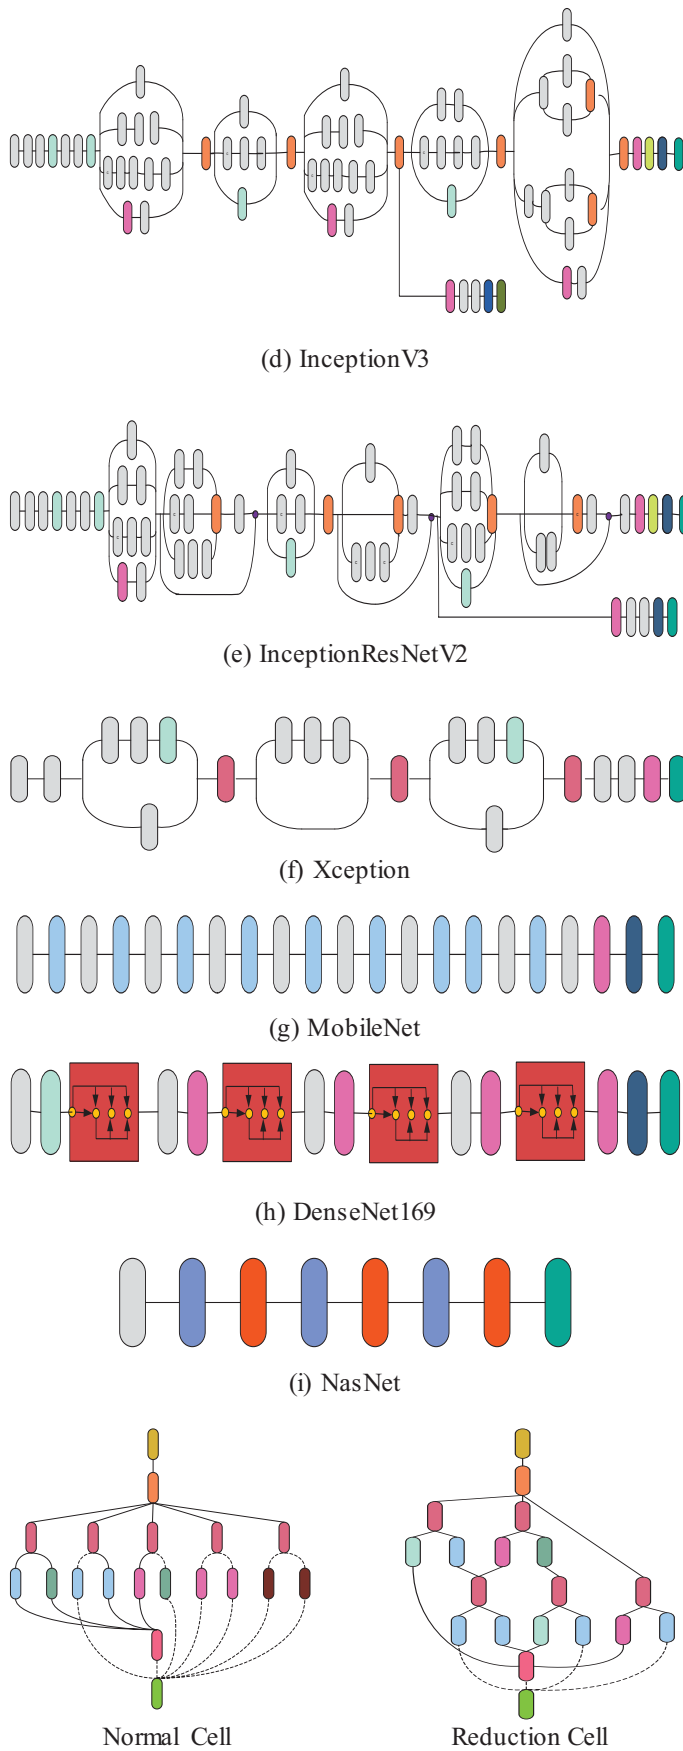 (d) InceptionV3
(e) InceptionResNetV2
(f) Xception
(g) MobileNet
(h) DenseNet169
(i) NasNet
Normal Cell
Reduction Cell